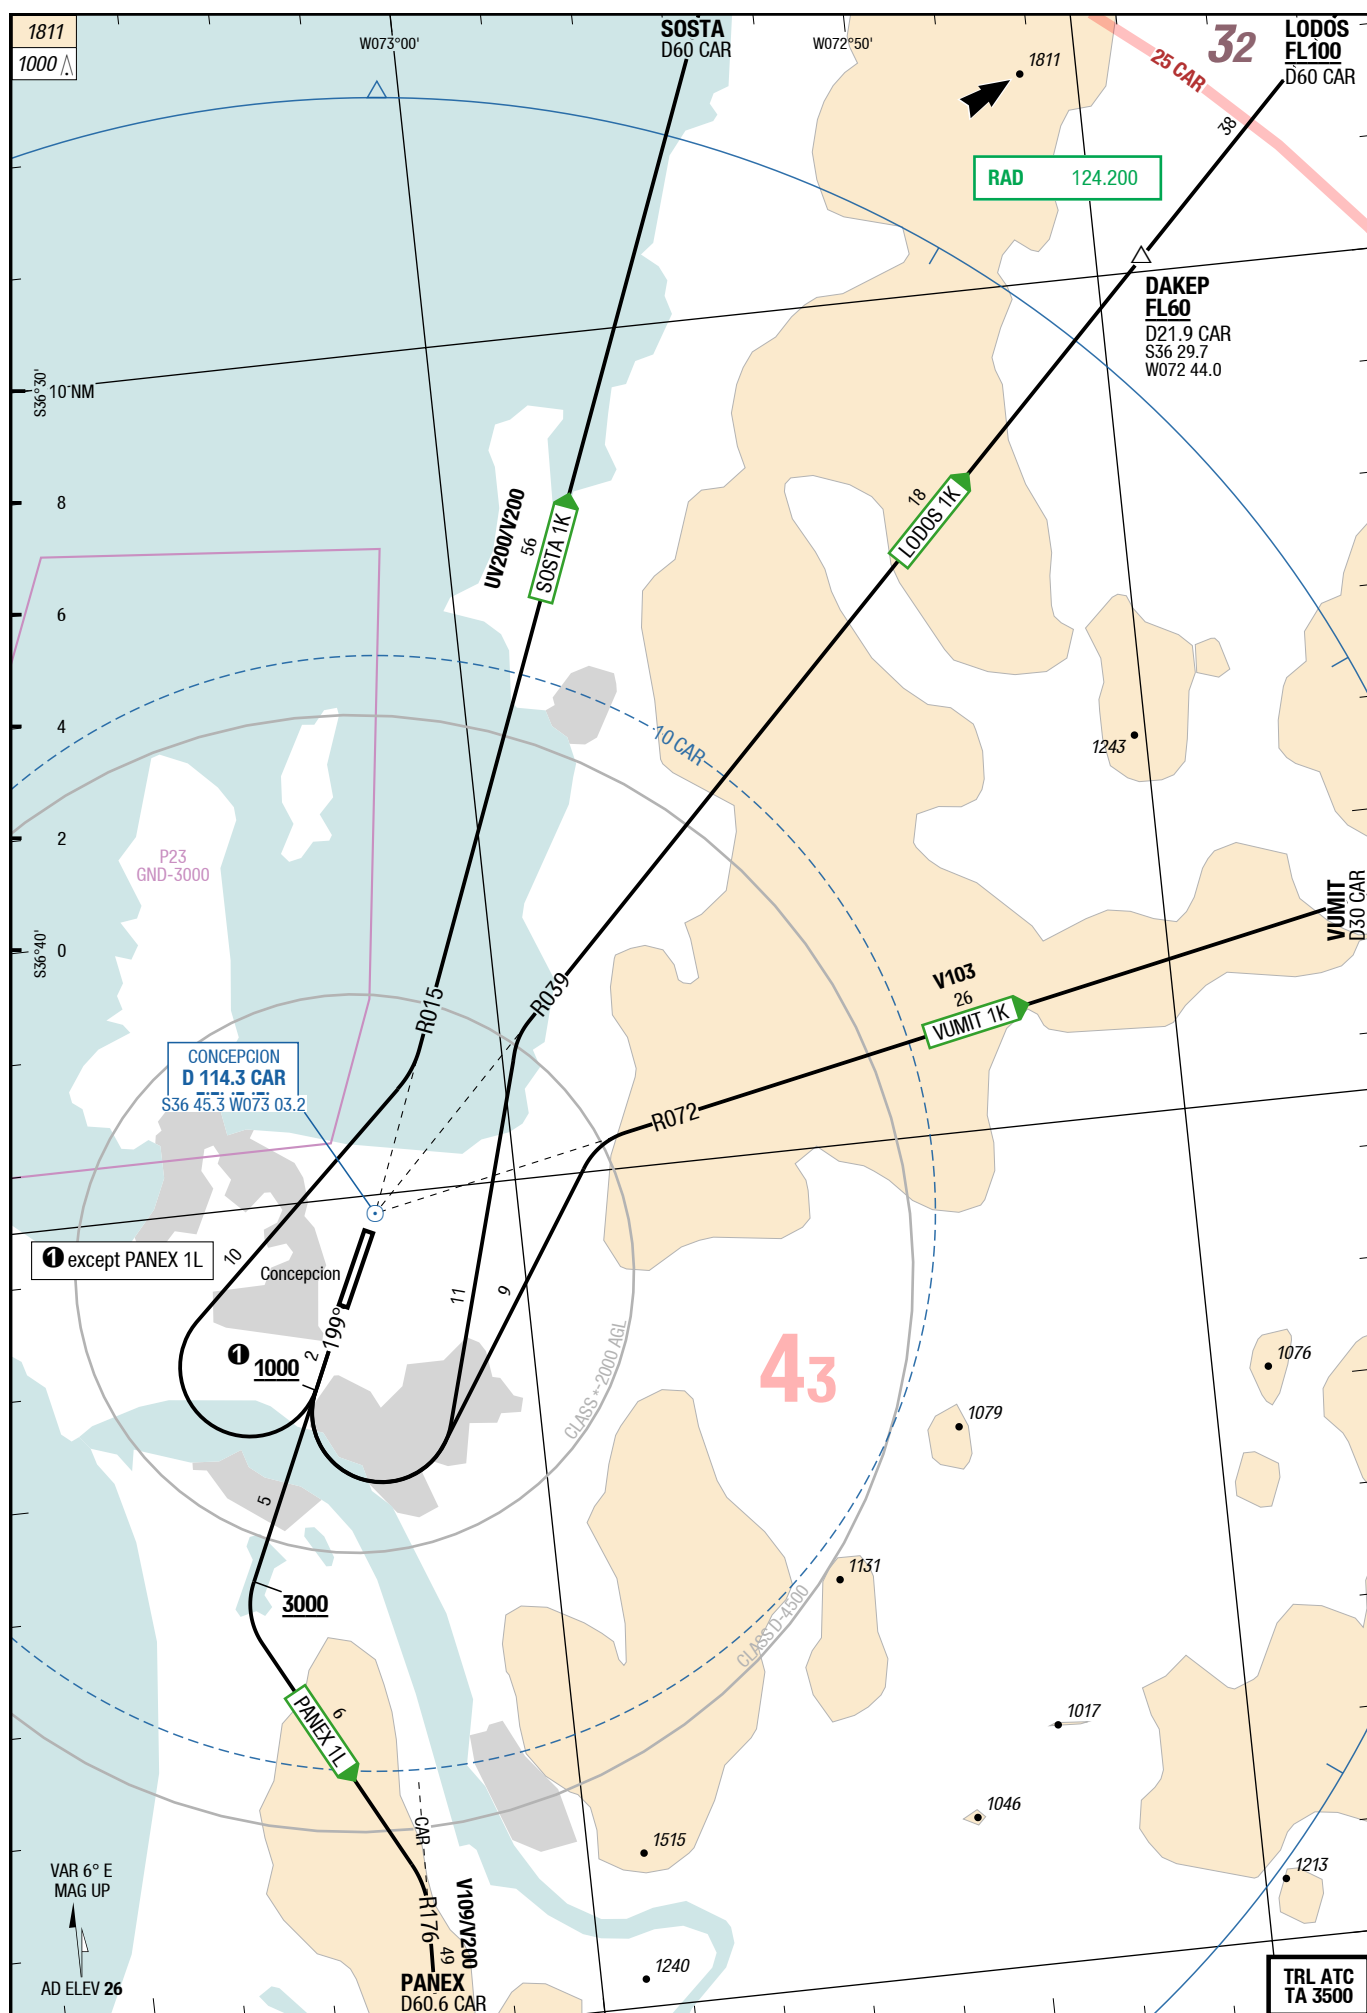 1811
1000
W073°00'
SOSTA
D60 CAR
W072°50'
1811
32
25 CAR
LODOS
FL100
D60 CAR
38
RAD 124.200
DAKEP
FL60
D21.9 CAR
S36 29.7
W072 44.0
S36°30'
10 NM
8
6
4
2
0
S36°40'
UV200/V200
56
SOSTA 1K
18
LODOS 1K
10 CAR
1243
P23
GND-3000
VUMIT
D30 CAR
V103
26
VUMIT 1K
R015
R039
R072
CONCEPCION
D 114.3 CAR
S36 45.3 W073 03.2
1 except PANEX 1L
10
Concepcion
11
9
199°
2
1
1000
CLASS *-2000 AGL
43
1076
1079
5
3000
1131
CLASS D-4500
6
PANEX 1L
1017
1046
1515
1213
CAR
R176
V109/V200
49
VAR 6° E
MAG UP
AD ELEV 26
PANEX
D60.6 CAR
1240
TRL ATC
TA 3500